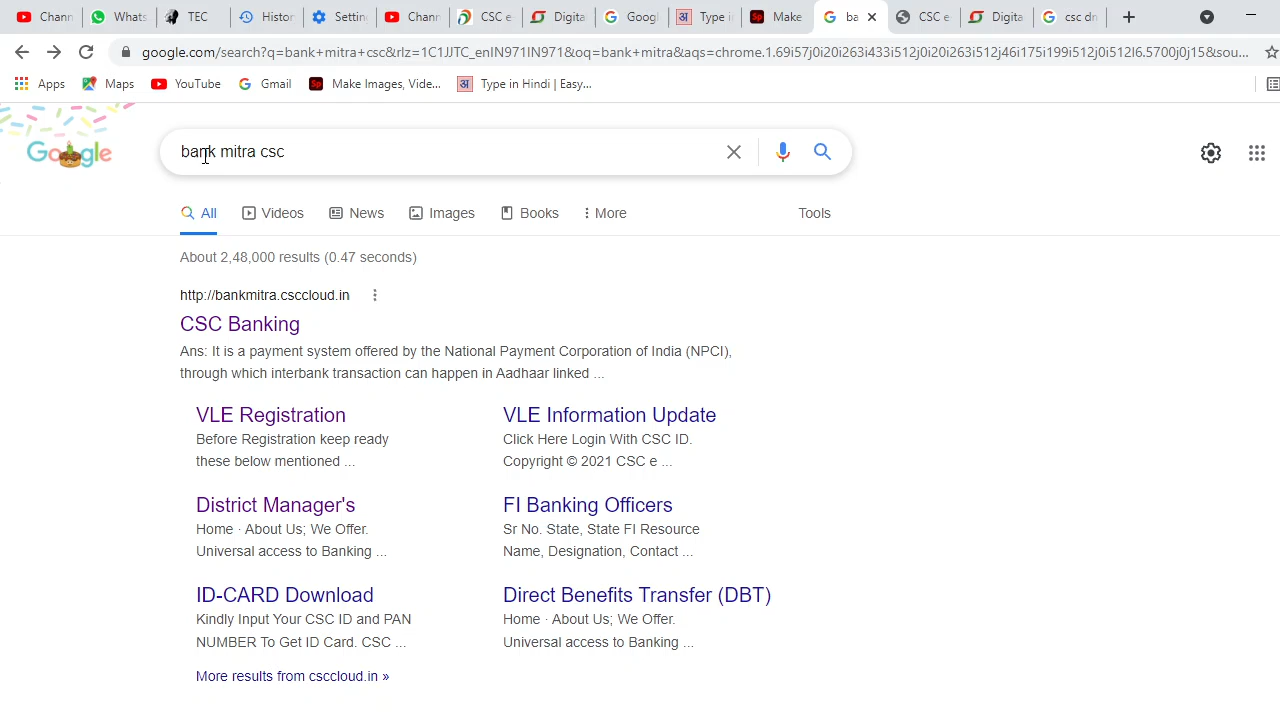 Chann Whats TEC Histor Settin Chann CSC Digita Googl Type in Ma ba CSC e Digita csc dr
google.com/search?q=bank+mitra+csc&rlz=1C1JJTC_enIN971IN971&oq=bank+mitra&aqs=chrome.1.69i57j0i20i263i433i512j0i20i263i512j46i175i199i512j0i512l6.5700j0j15&sou...
Apps Maps YouTube Gmail Make Images, Vide... Type in Hindi | Easy...
Google bank mitra csc
All Videos News Images Books More Tools
About 2,48,000 results (0.47 seconds)
http://bankmitra.csccloud.in
CSC Banking
Ans: It is a payment system offered by the National Payment Corporation of India (NPCI),
through which interbank transaction can happen in Aadhaar linked ...
VLE Registration
Before Registration keep ready
these below mentioned ...
VLE Information Update
Click Here Login With CSC ID.
Copyright © 2021 CSC e ...
District Manager's
Home · About Us; We Offer.
Universal access to Banking ...
FI Banking Officers
Sr No. State, State FI Resource
Name, Designation, Contact ...
ID-CARD Download
Kindly Input Your CSC ID and PAN
NUMBER To Get ID Card. CSC ...
Direct Benefits Transfer (DBT)
Home · About Us; We Offer.
Universal access to Banking ...
More results from csccloud.in »